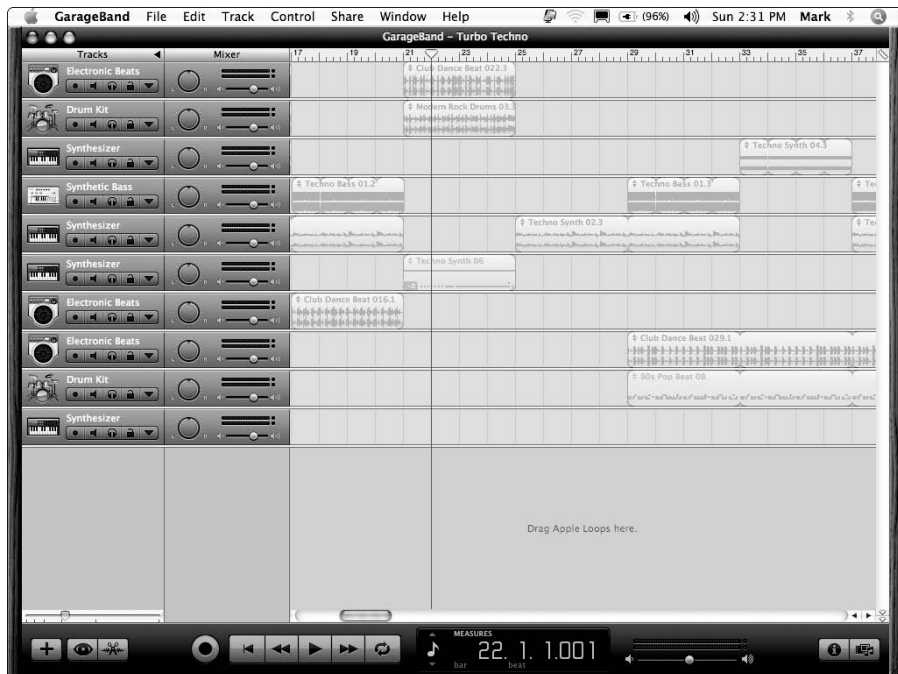 GarageBand File Edit Track Control Share Window Help (96%) Sun 2:31 PM Mark
GarageBand – Turbo Techno
Tracks Mixer 17 19 21 23 25 27 29 31 33 35 37
Electronic Beats Club Dance Beat 022.3
Drum Kit Modern Rock Drums 03.
Synthesizer Techno Synth 04.3
Synthetic Bass Techno Bass 01.2 Techno Bass 01.3 Te
Synthesizer Techno Synth 02.3 Te
Synthesizer Techno Synth 06
Electronic Beats Club Dance Beat 016.1
Electronic Beats Club Dance Beat 029.1
Drum Kit 80s Pop Beat 08
Synthesizer
Drag Apple Loops here.
MEASURES
22. 1. 1.001
bar beat